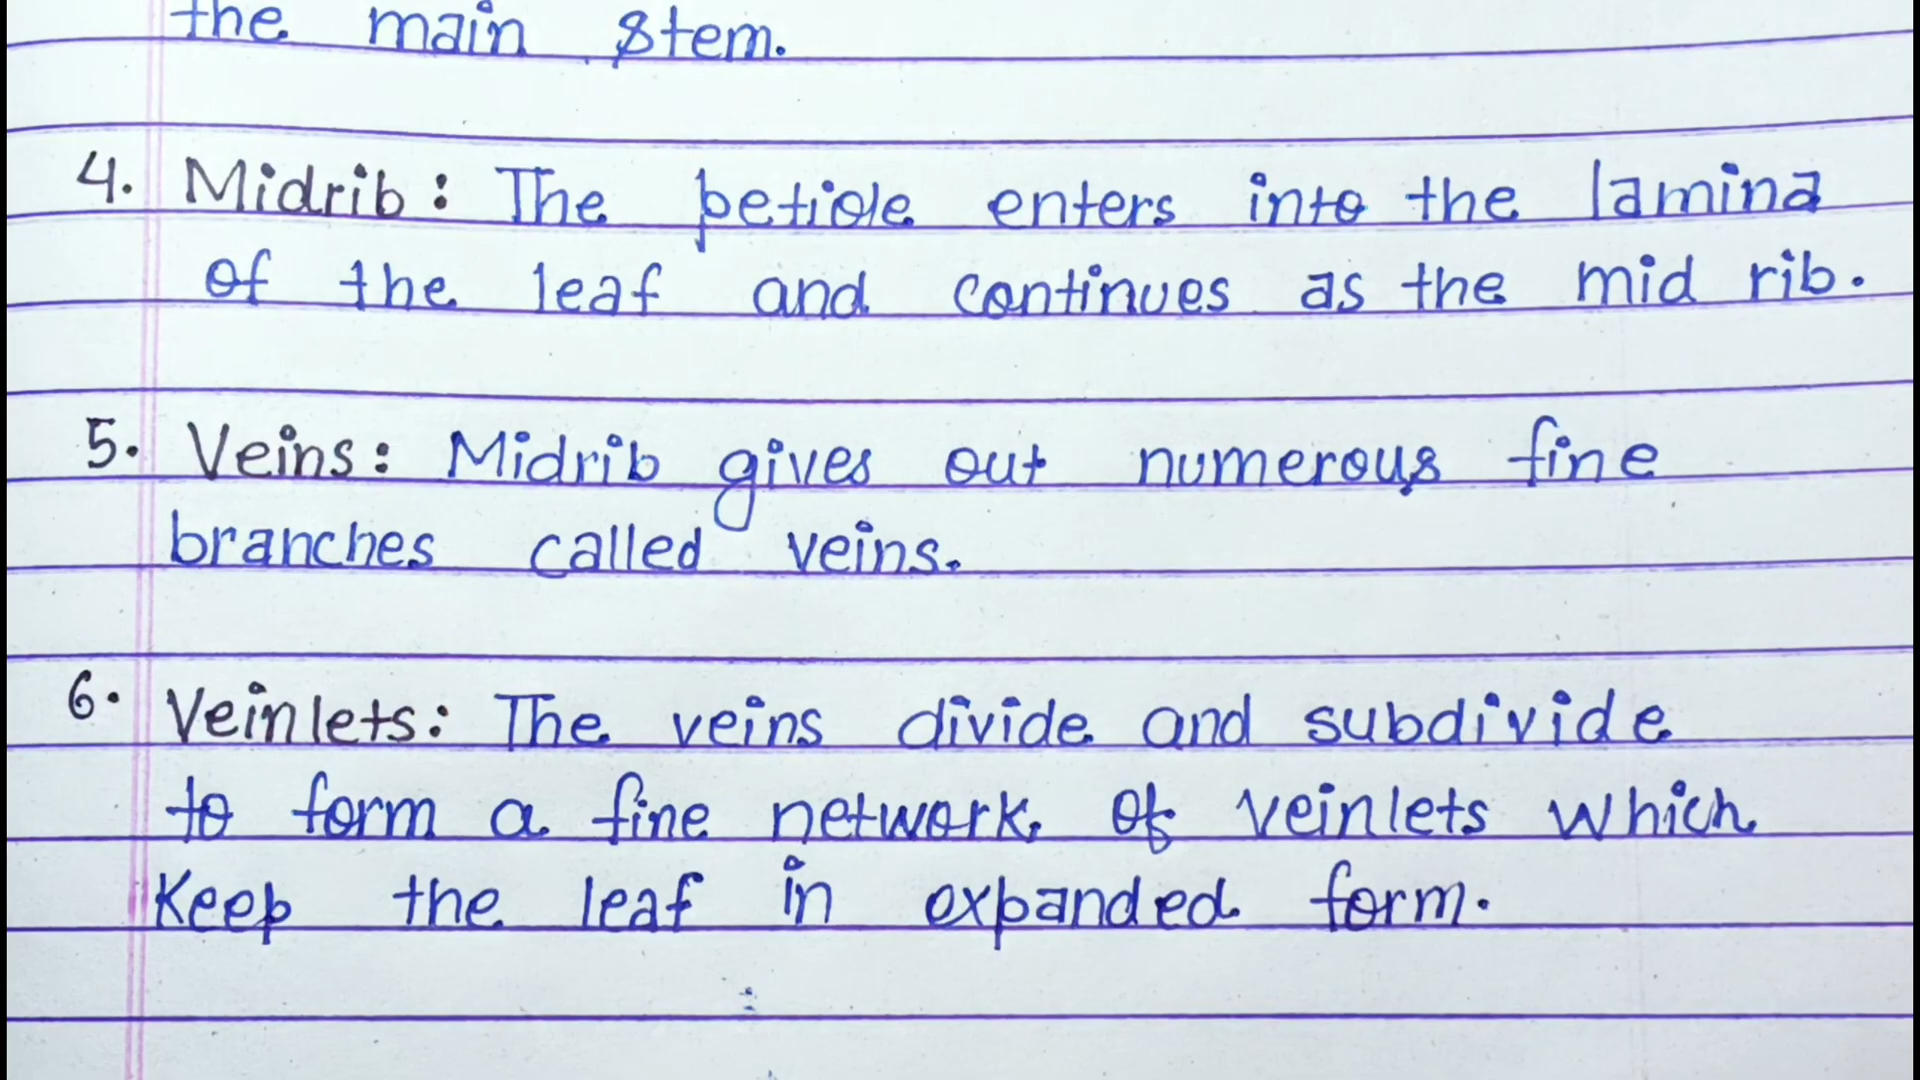 the main stem.
4. Midrib: The petiole enters into the lamina
of the leaf and continues as the mid rib.
5. Veins: Midrib gives out numerous fine
branches called veins.
6. Veinlets: The veins divide and subdivide
to form a fine network of veinlets which
Keep the leaf in expanded form.